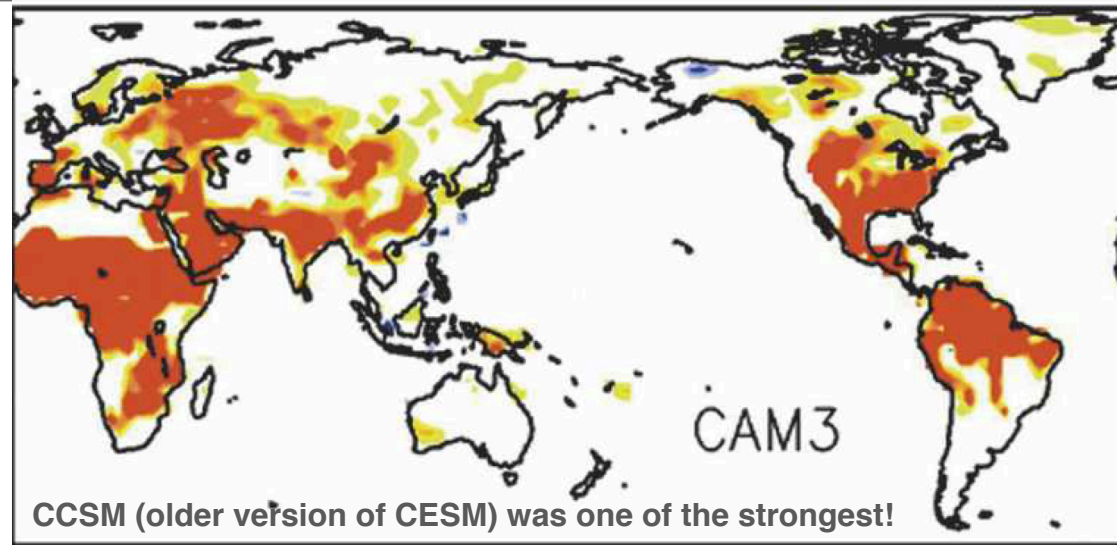 CAM3
CCSM (older version of CESM) was one of the strongest!